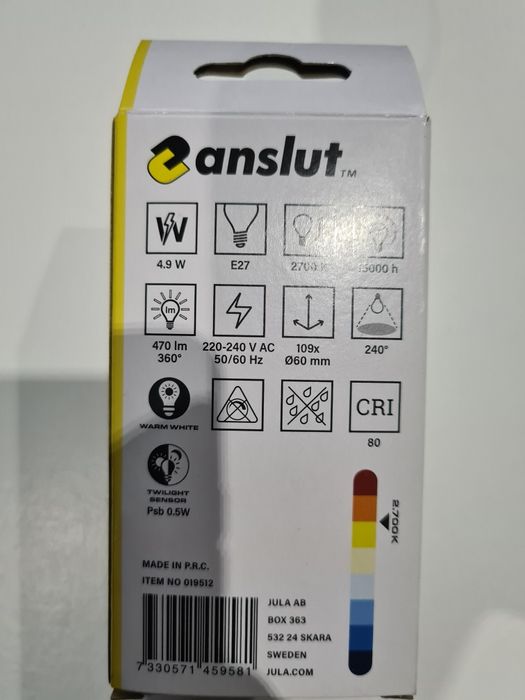 anslut™
W
4.9 W
E27
2700 K
15000 h
lm
470 lm
360°
220-240 V AC
50/60 Hz
109x
Ø60 mm
240°
WARM WHITE
CRI
80
TWILIGHT
SENSOR
Psb 0.5W
2.700K
MADE IN P.R.C.
ITEM NO 019512
JULA AB
BOX 363
532 24 SKARA
SWEDEN
JULA.COM
7 330571 459581